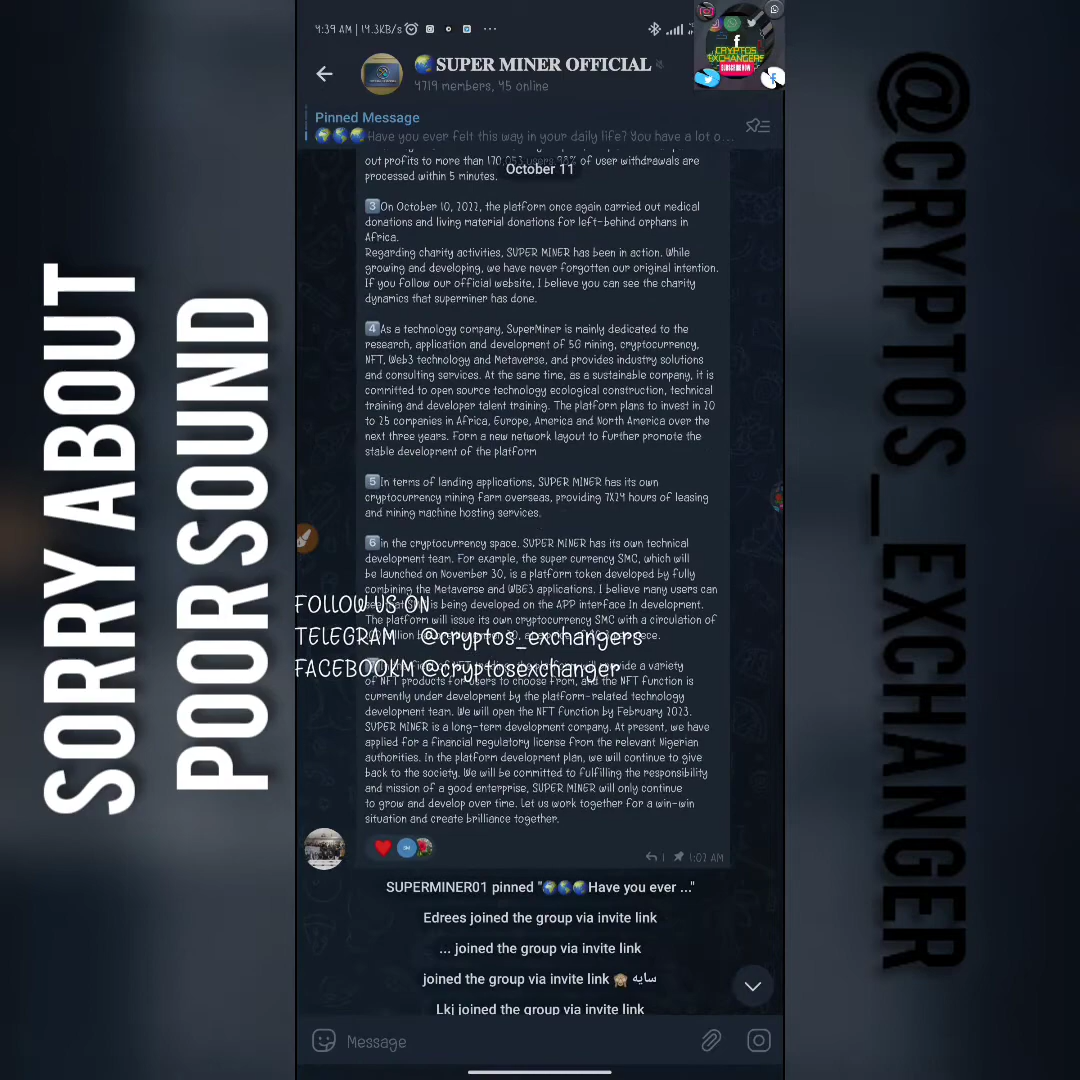 SORRY ABOUT
POOR SOUND
4:39 AM | 14.3KB/s
CRYPTOS
EXCHANGERS
SUBSCRIBE NOW
SUPER MINER OFFICIAL
4719 members, 45 online
Pinned Message
Have you ever felt this way in your daily life? You have a lot o...
out profits to more than 170,053 users 98% of user withdrawals are
processed within 5 minutes.
October 11
3 On October 10, 2022, the platform once again carried out medical
donations and living material donations for left-behind orphans in
Africa.
Regarding charity activities, SUPER MINER has been in action. While
growing and developing, we have never forgotten our original intention.
If you follow our official website, I believe you can see the charity
dynamics that superminer has done.
4 As a technology company, SuperMiner is mainly dedicated to the
research, application and development of 5G mining, cryptocurrency,
NFT, Web3 technology and Metaverse, and provides industry solutions
and consulting services. At the same time, as a sustainable company, it is
committed to open source technology ecological construction, technical
training and developer talent training. The platform plans to invest in 20
to 25 companies in Africa, Europe, America and North America over the
next three years. Form a new network layout to further promote the
stable development of the platform
5 In terms of landing applications, SUPER MINER has its own
cryptocurrency mining farm overseas, providing 7X24 hours of leasing
and mining machine hosting services.
6 in the cryptocurrency space. SUPER MINER has its own technical
development team. For example, the super currency SMC, which will
be launched on November 30, is a platform token developed by fully
combining the Metaverse and WBE3 applications. I believe many users can
is being developed on the APP interface In development.
The platform will issue its own cryptocurrency SMC with a circulation of
FOLLOW US ON
TELEGRAM @cryptos_exchangers
FACEBOOKM @cryptosexchanger
provide a variety
of NFT products for users to choose from, and the NFT function is
currently under development by the platform-related technology
development team. We will open the NFT function by February 2023.
SUPER MINER is a long-term development company. At present, we have
applied for a financial regulatory license from the relevant Nigerian
authorities. In the platform development plan, we will continue to give
back to the society. We will be committed to fulfilling the responsibility
and mission of a good enterprise, SUPER MINER will only continue
to grow and develop over time. Let us work together for a win-win
situation and create brilliance together.
1 1:02 AM
SUPERMINER01 pinned "Have you ever ..."
Edrees joined the group via invite link
... joined the group via invite link
joined the group via invite link سایه
Lkj joined the group via invite link
Message
@CRYPTOS_EXCHANGER